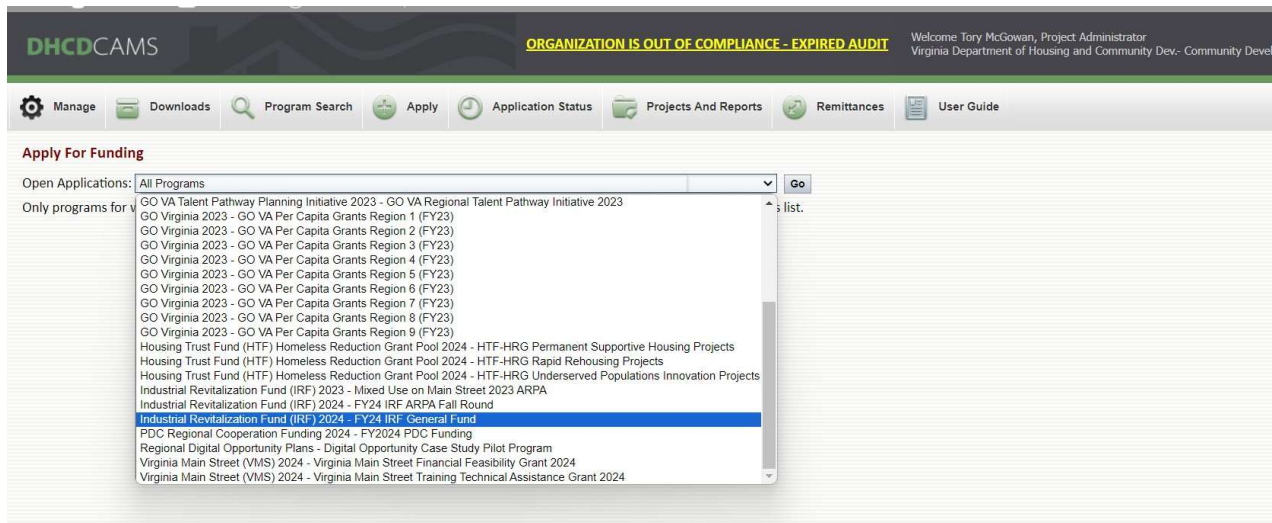 DHCDCAMS
ORGANIZATION IS OUT OF COMPLIANCE - EXPIRED AUDIT
Welcome Tory McGowan, Project Administrator
Virginia Department of Housing and Community Dev.- Community Devel
Manage Downloads Program Search Apply Application Status Projects And Reports Remittances User Guide
Apply For Funding
Open Applications: All Programs Go
Only programs for s list.
GO VA Talent Pathway Planning Initiative 2023 - GO VA Regional Talent Pathway Initiative 2023
GO Virginia 2023 - GO VA Per Capita Grants Region 1 (FY23)
GO Virginia 2023 - GO VA Per Capita Grants Region 2 (FY23)
GO Virginia 2023 - GO VA Per Capita Grants Region 3 (FY23)
GO Virginia 2023 - GO VA Per Capita Grants Region 4 (FY23)
GO Virginia 2023 - GO VA Per Capita Grants Region 5 (FY23)
GO Virginia 2023 - GO VA Per Capita Grants Region 6 (FY23)
GO Virginia 2023 - GO VA Per Capita Grants Region 7 (FY23)
GO Virginia 2023 - GO VA Per Capita Grants Region 8 (FY23)
GO Virginia 2023 - GO VA Per Capita Grants Region 9 (FY23)
Housing Trust Fund (HTF) Homeless Reduction Grant Pool 2024 - HTF-HRG Permanent Supportive Housing Projects
Housing Trust Fund (HTF) Homeless Reduction Grant Pool 2024 - HTF-HRG Rapid Rehousing Projects
Housing Trust Fund (HTF) Homeless Reduction Grant Pool 2024 - HTF-HRG Underserved Populations Innovation Projects
Industrial Revitalization Fund (IRF) 2023 - Mixed Use on Main Street 2023 ARPA
Industrial Revitalization Fund (IRF) 2024 - FY24 IRF ARPA Fall Round
Industrial Revitalization Fund (IRF) 2024 - FY24 IRF General Fund
PDC Regional Cooperation Funding 2024 - FY2024 PDC Funding
Regional Digital Opportunity Plans - Digital Opportunity Case Study Pilot Program
Virginia Main Street (VMS) 2024 - Virginia Main Street Financial Feasibility Grant 2024
Virginia Main Street (VMS) 2024 - Virginia Main Street Training Technical Assistance Grant 2024